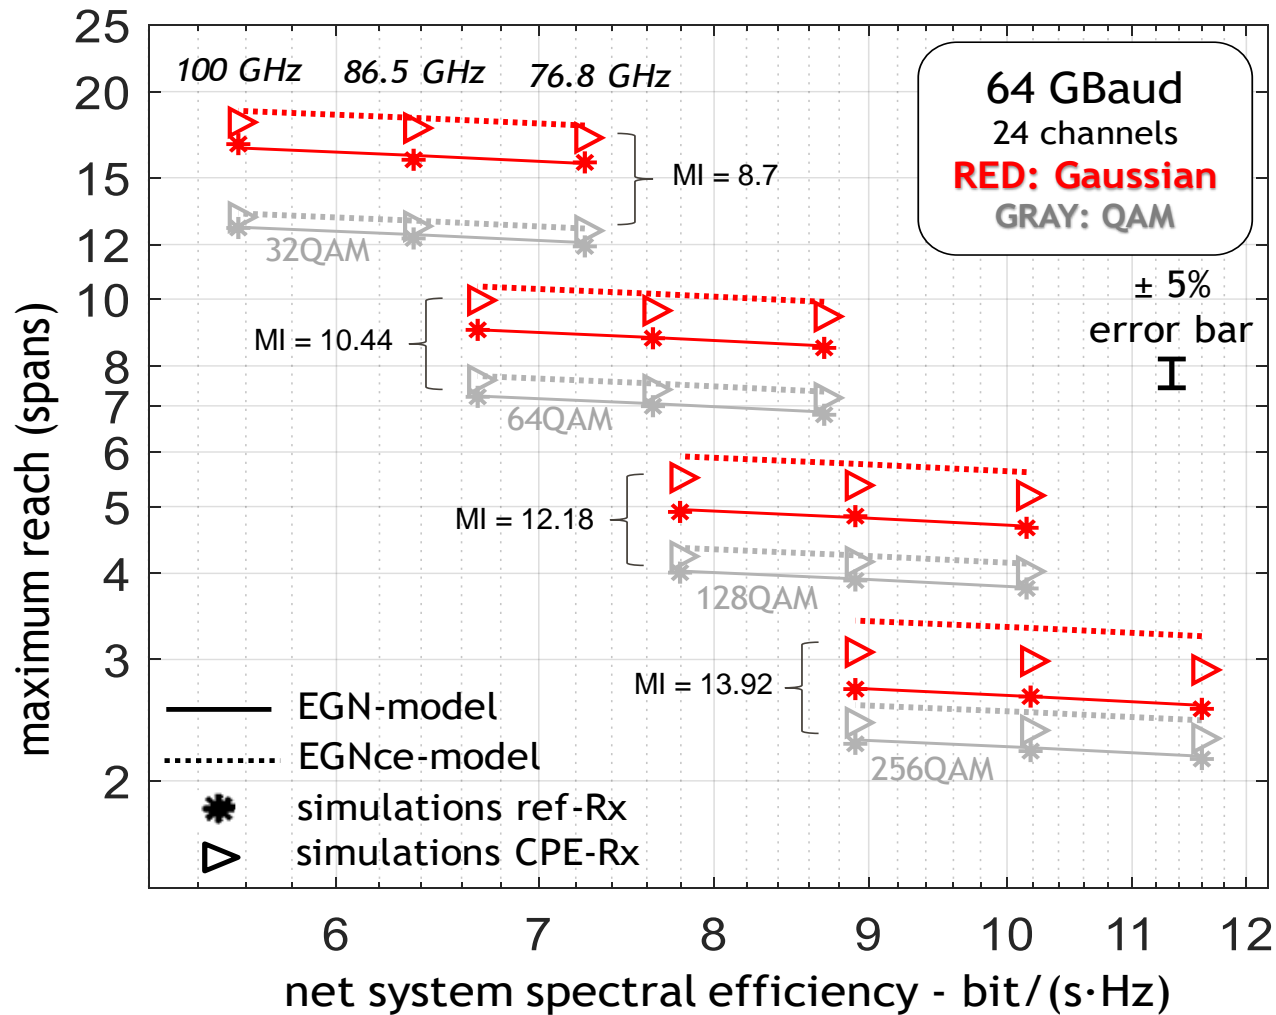 25
20
15
12
10
8
7
6
5
4
3
2
maximum reach (spans)
100 GHz
86.5 GHz
76.8 GHz
64 GBaud
24 channels
RED: Gaussian
GRAY: QAM
MI = 8.7
32QAM
± 5%
error bar
MI = 10.44
64QAM
MI = 12.18
128QAM
MI = 13.92
256QAM
EGN-model
EGNce-model
simulations ref-Rx
simulations CPE-Rx
6
7
8
9
10
11
12
net system spectral efficiency - bit/(s·Hz)